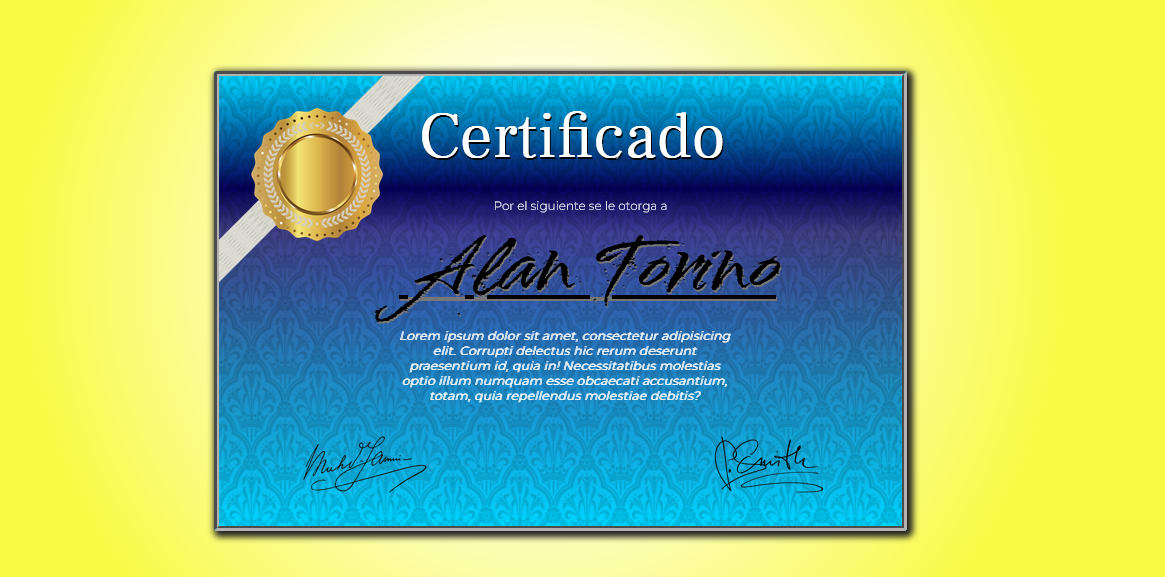 Certificado
Por el siguiente se le otorga a
Alan Torino
Lorem ipsum dolor sit amet, consectetur adipisicing
elit. Corrupti delectus hic rerum deserunt
praesentium id, quia in! Necessitatibus molestias
optio illum numquam esse obcaecati accusantium,
totam, quia repellendus molestiae debitis?
P. Smith